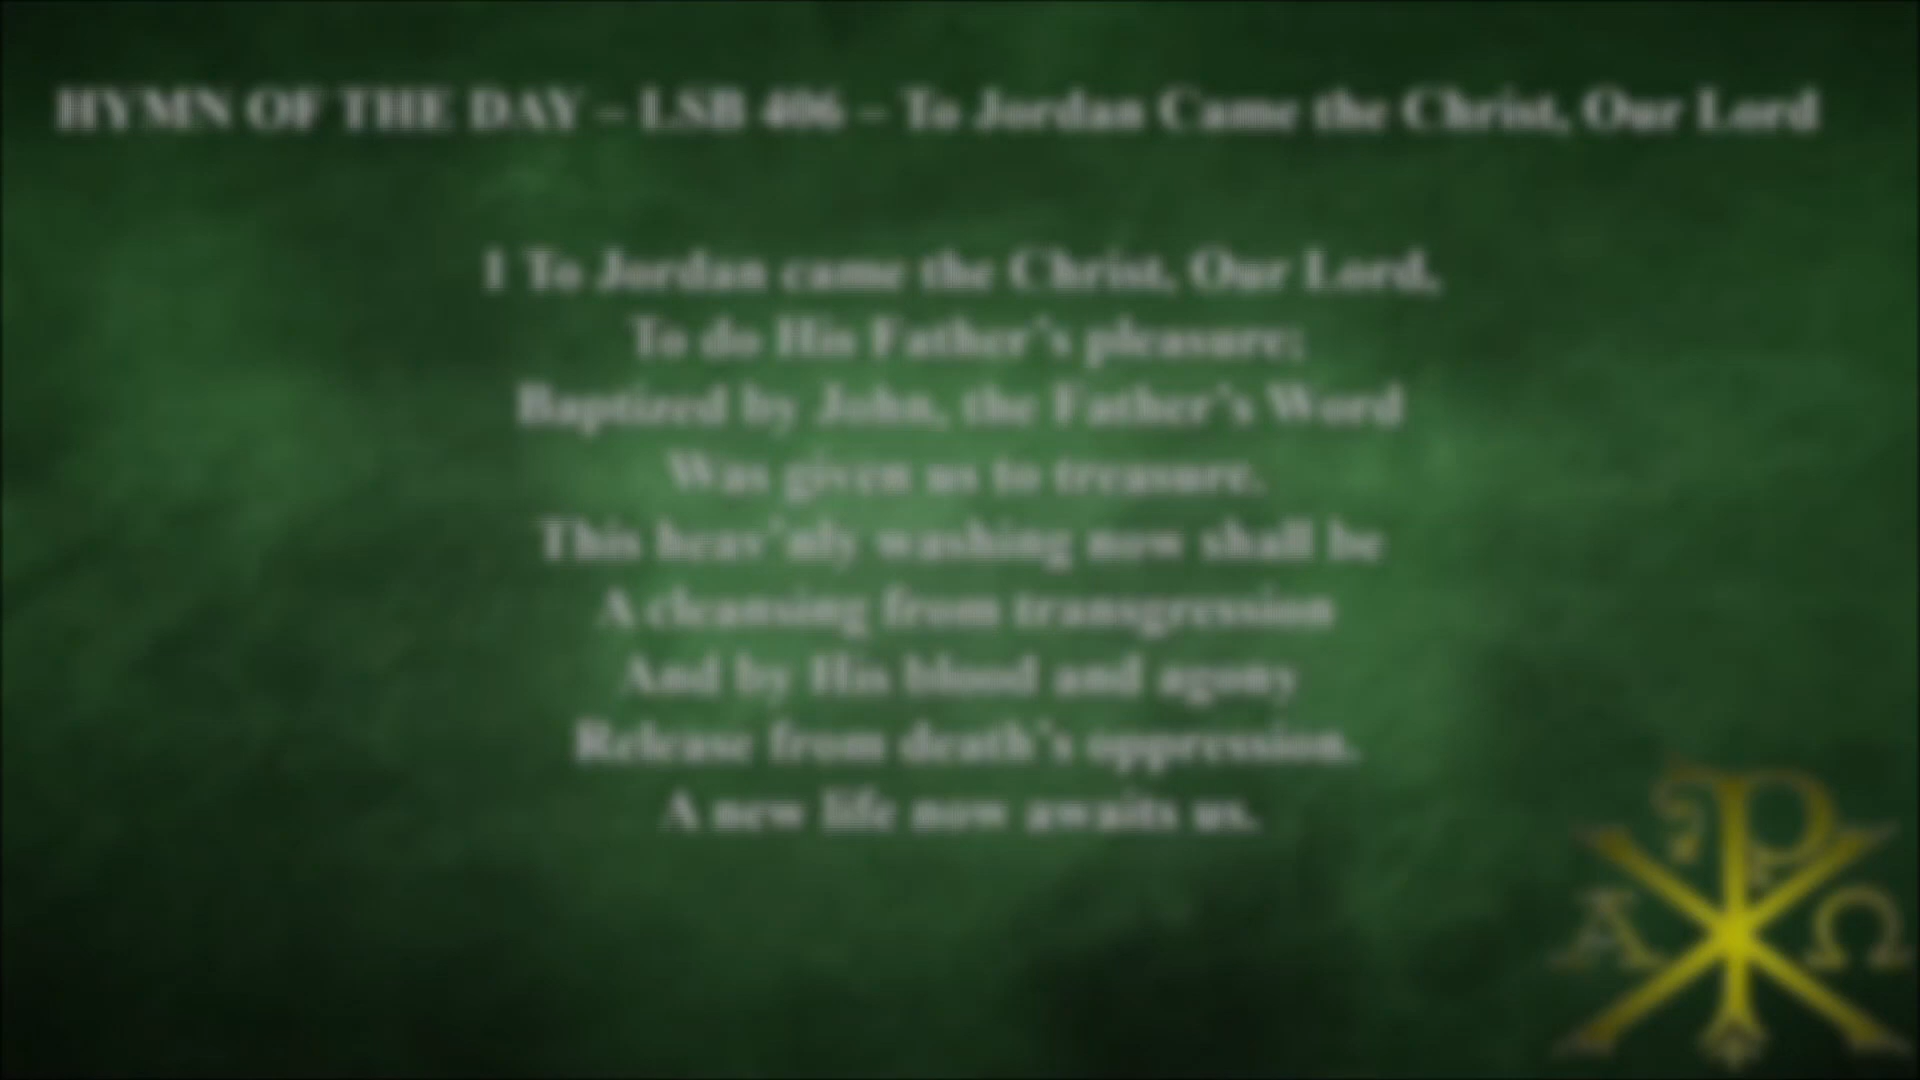 HYMN OF THE DAY – LSB 406 – To Jordan Came the Christ, Our Lord
1 To Jordan came the Christ, Our Lord,
To do His Father’s pleasure;
Baptized by John, the Father’s Word
Was given us to treasure.
This heav’nly washing now shall be
A cleansing from transgression
And by His blood and agony
Release from death’s oppression.
A new life now awaits us.
Α Ω